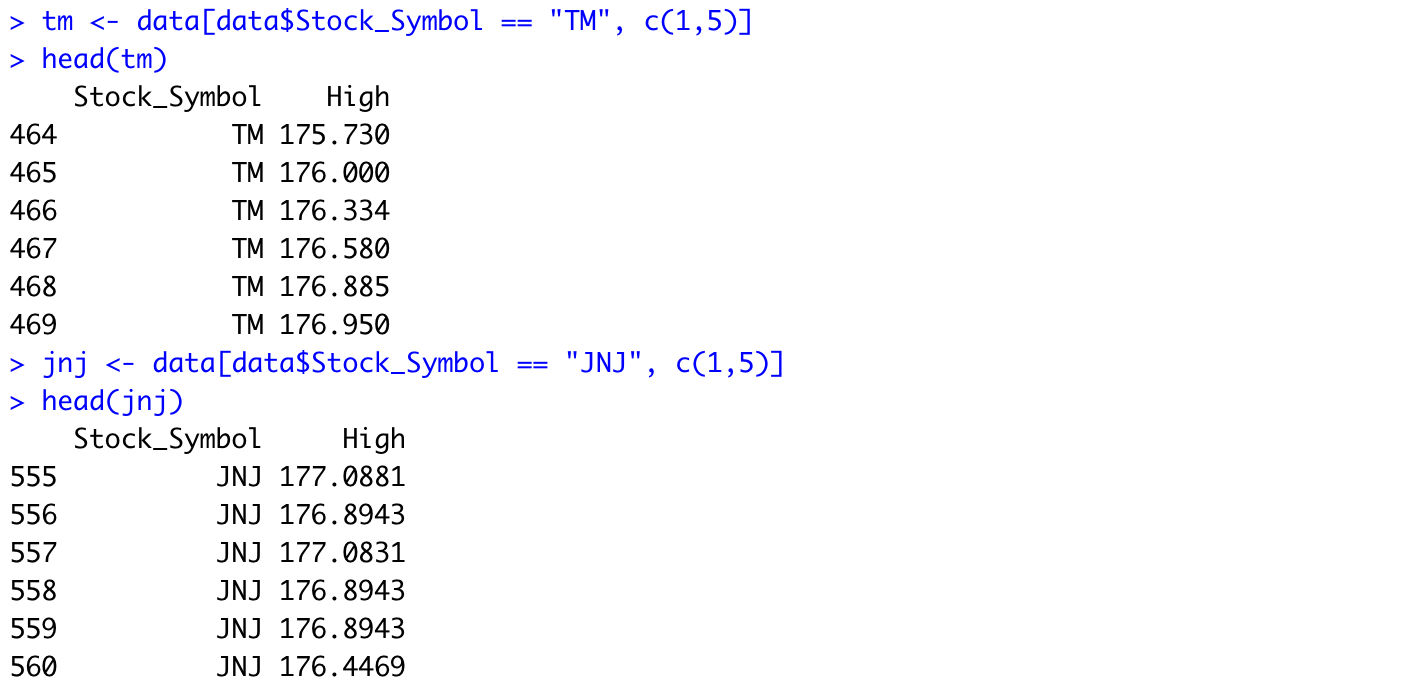 > tm <- data[data$Stock_Symbol == "TM", c(1,5)]
> head(tm)
    Stock_Symbol    High
464           TM 175.730
465           TM 176.000
466           TM 176.334
467           TM 176.580
468           TM 176.885
469           TM 176.950
> jnj <- data[data$Stock_Symbol == "JNJ", c(1,5)]
> head(jnj)
    Stock_Symbol     High
555          JNJ 177.0881
556          JNJ 176.8943
557          JNJ 177.0831
558          JNJ 176.8943
559          JNJ 176.8943
560          JNJ 176.4469